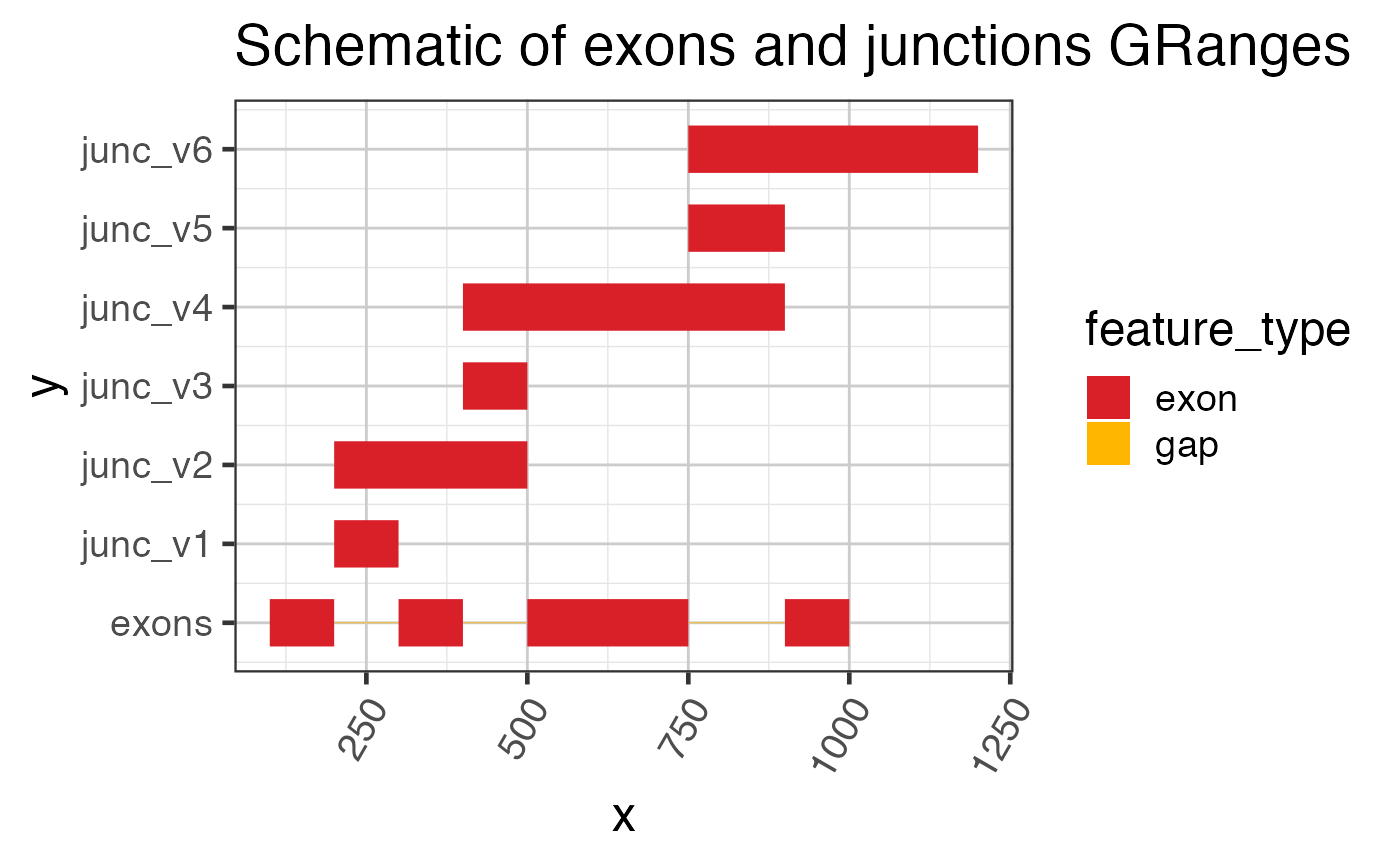 Schematic of exons and junctions GRanges
junc_v6
junc_v5
junc_v4
junc_v3
junc_v2
junc_v1
exons
y
250
500
750
1000
1250
x
feature_type
exon
gap